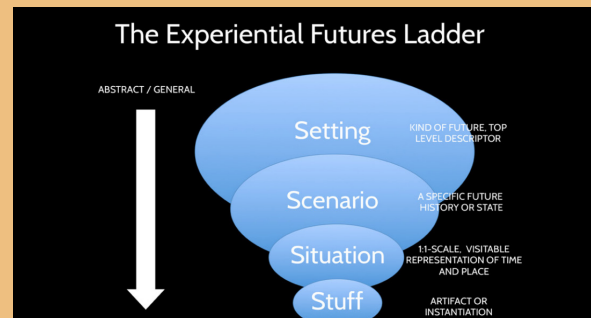 The Experiential Futures Ladder
ABSTRACT / GENERAL
Setting
KIND OF FUTURE, TOP
LEVEL DESCRIPTOR
Scenario
A SPECIFIC FUTURE
HISTORY OR STATE
Situation
1:1-SCALE, VISITABLE
REPRESENTATION OF TIME
AND PLACE
Stuff
ARTIFACT OR
INSTANTIATION